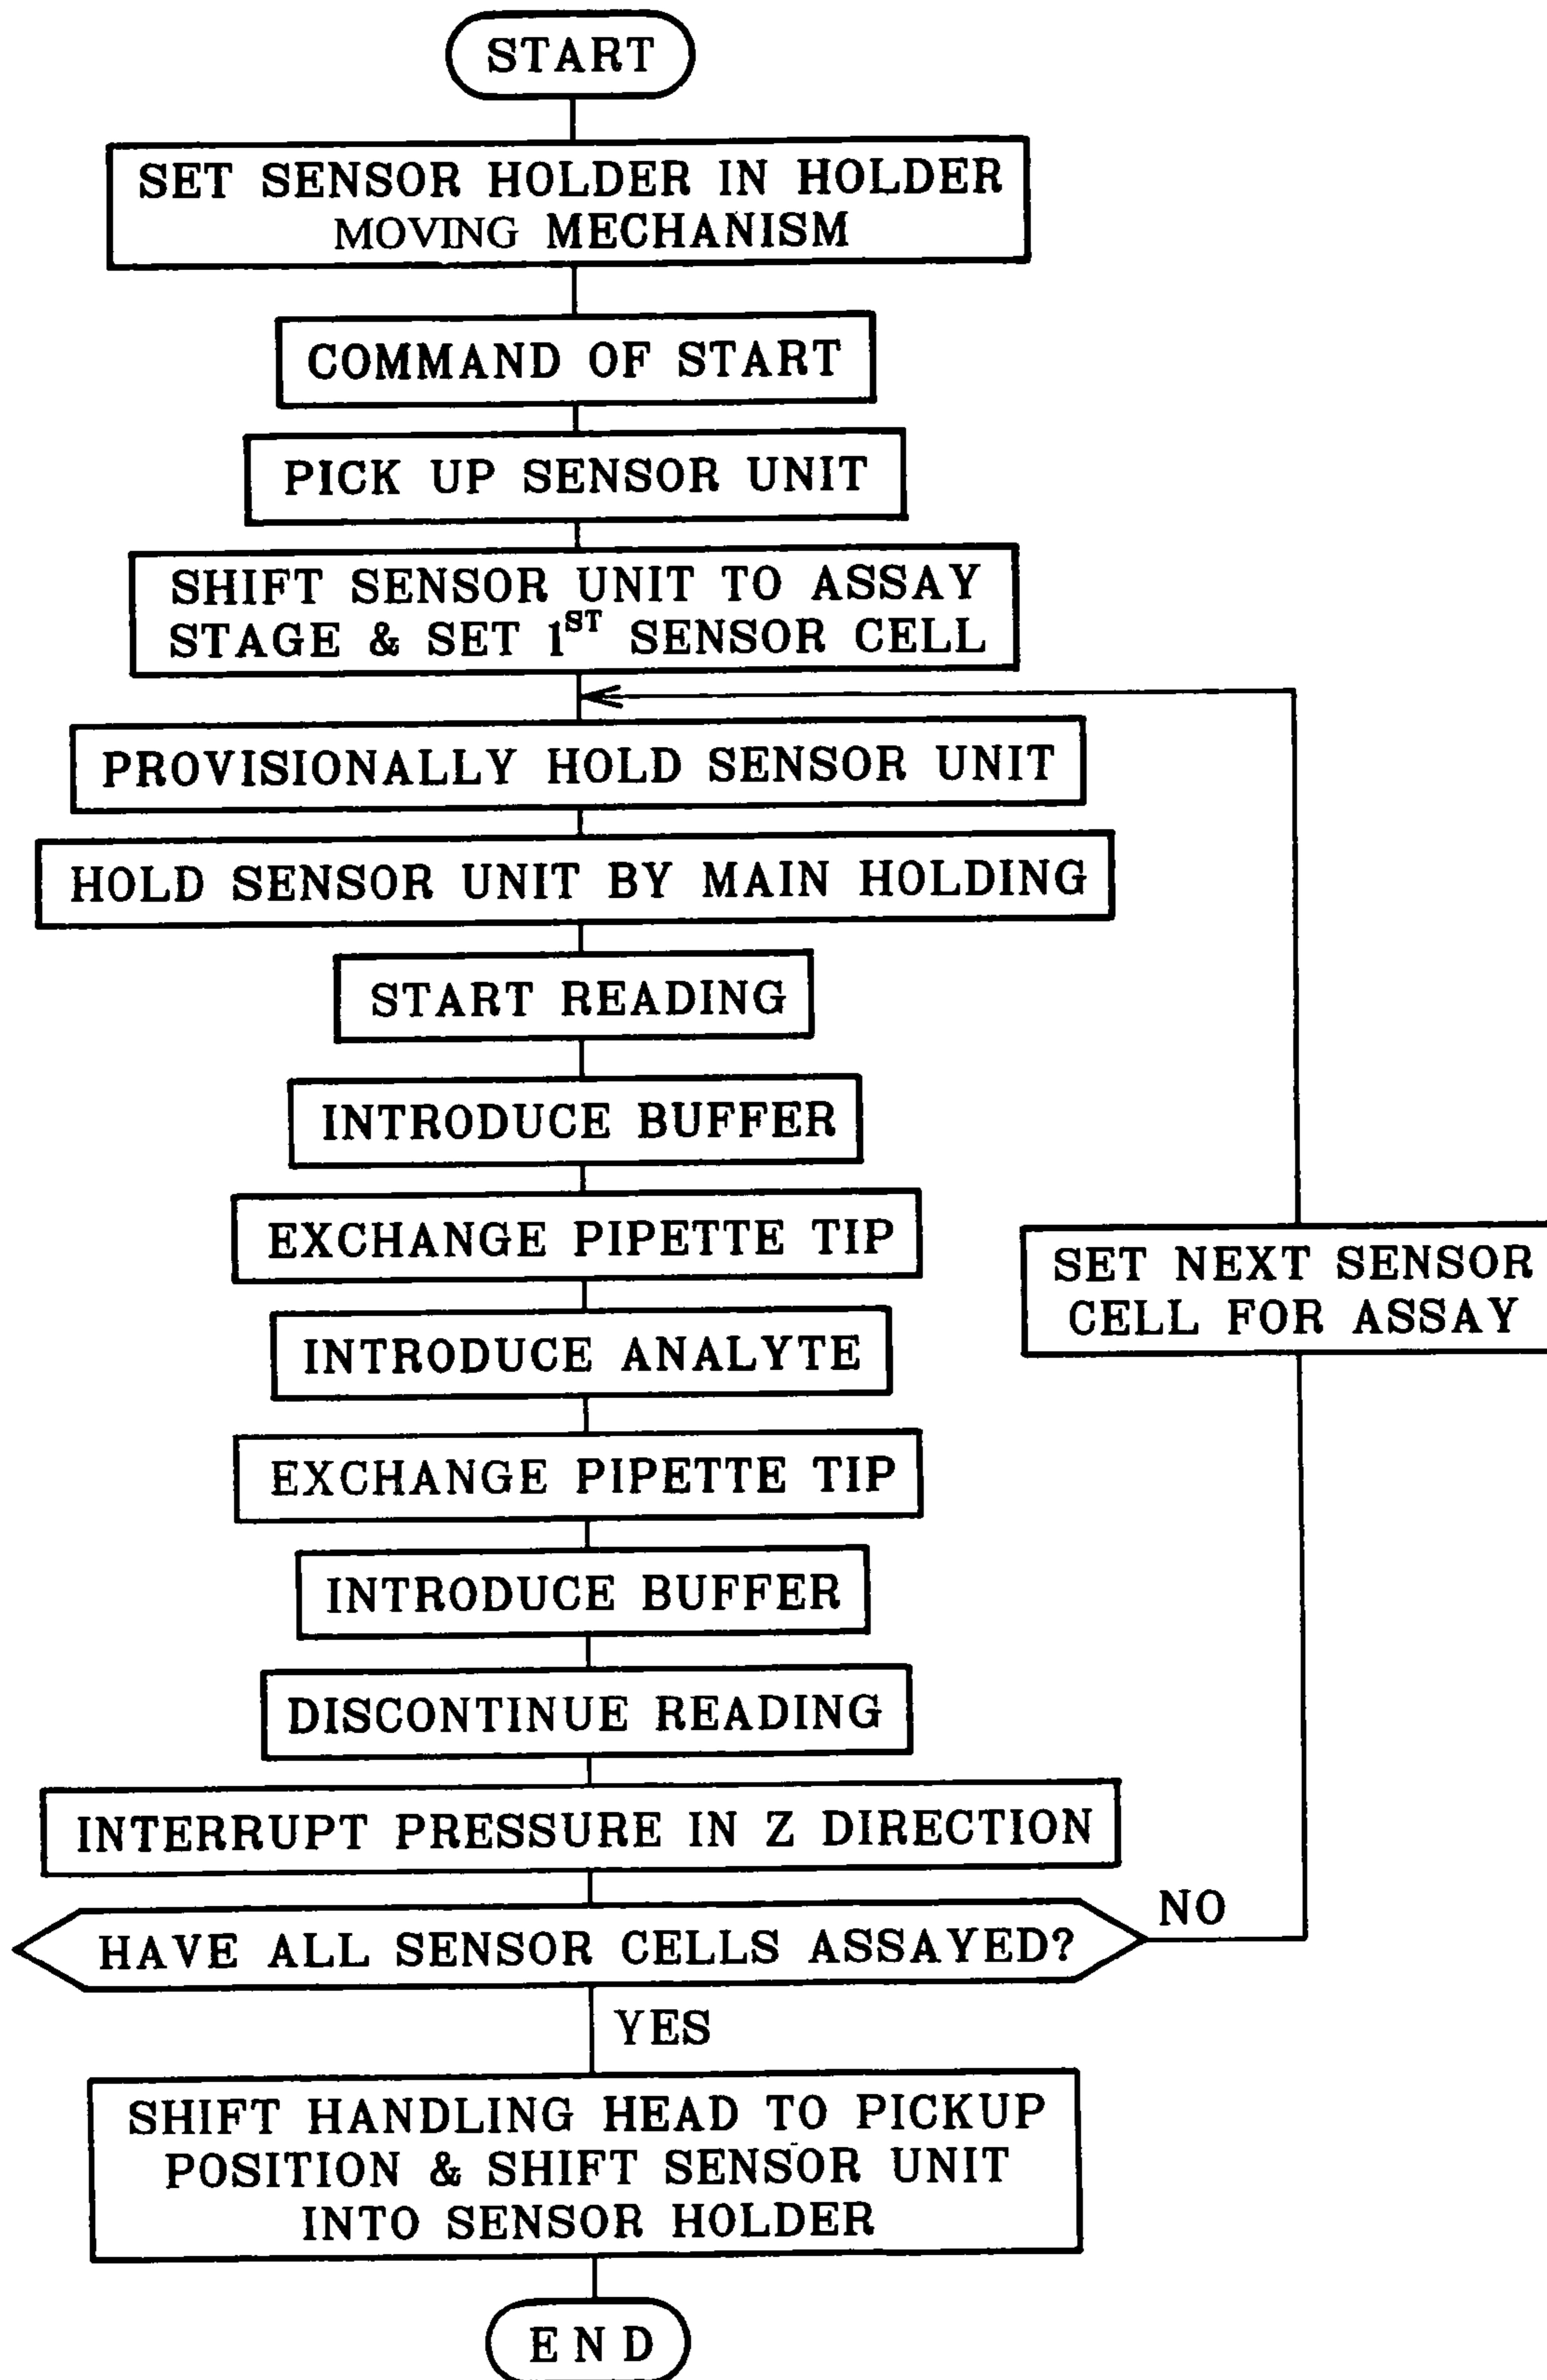 START
SET SENSOR HOLDER IN HOLDER
MOVING MECHANISM
COMMAND OF START
PICK UP SENSOR UNIT
SHIFT SENSOR UNIT TO ASSAY
STAGE & SET 1ST SENSOR CELL
PROVISIONALLY HOLD SENSOR UNIT
HOLD SENSOR UNIT BY MAIN HOLDING
START READING
INTRODUCE BUFFER
EXCHANGE PIPETTE TIP
SET NEXT SENSOR
CELL FOR ASSAY
INTRODUCE ANALYTE
EXCHANGE PIPETTE TIP
INTRODUCE BUFFER
DISCONTINUE READING
INTERRUPT PRESSURE IN Z DIRECTION
HAVE ALL SENSOR CELLS ASSAYED?
NO
YES
SHIFT HANDLING HEAD TO PICKUP
POSITION & SHIFT SENSOR UNIT
INTO SENSOR HOLDER
END